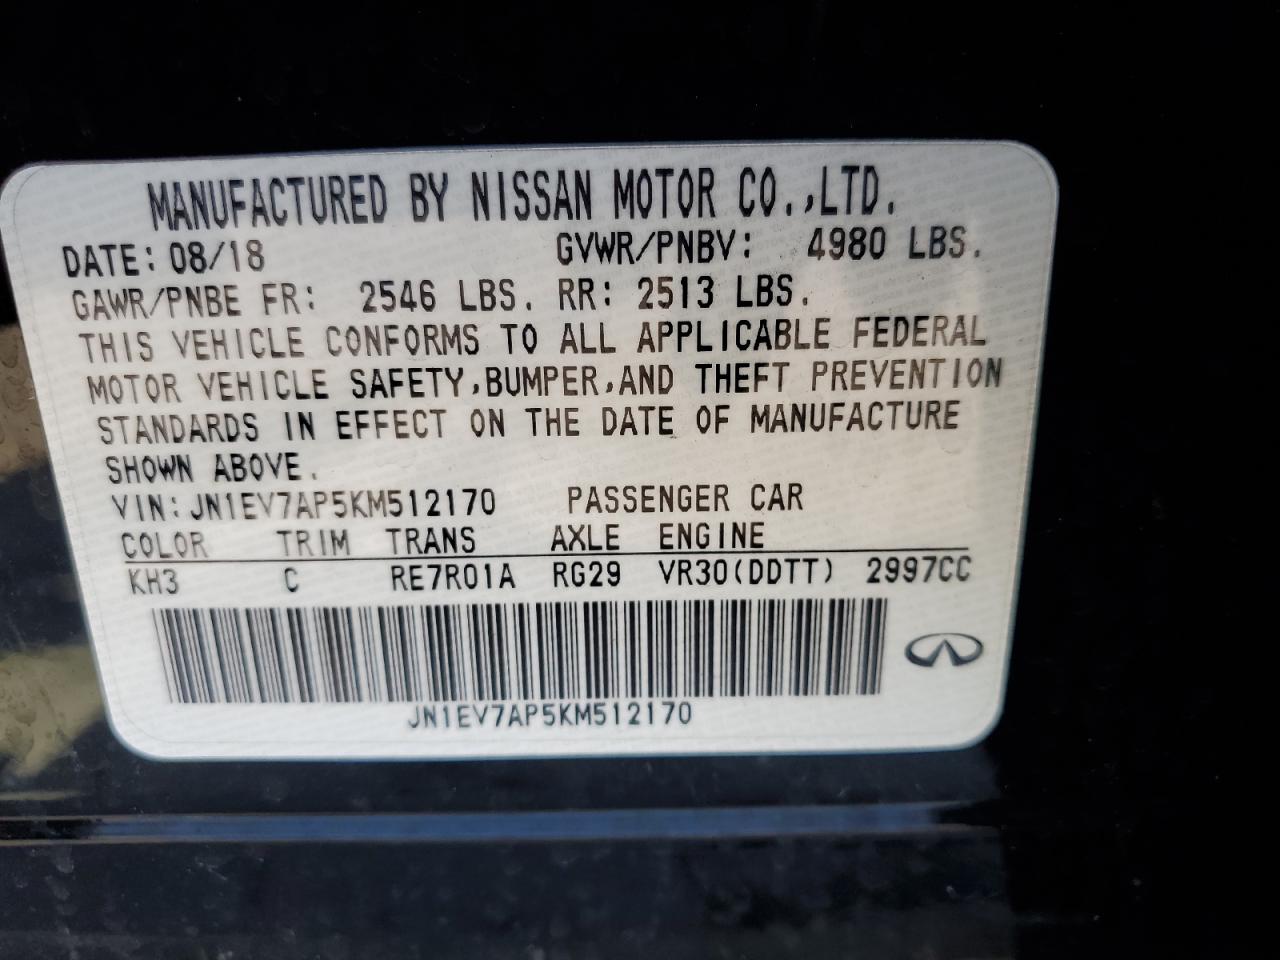 MANUFACTURED BY NISSAN MOTOR CO.,LTD.
DATE: 08/18 GVWR/PNBV: 4980 LBS.
GAWR/PNBE FR: 2546 LBS. RR: 2513 LBS.
THIS VEHICLE CONFORMS TO ALL APPLICABLE FEDERAL
MOTOR VEHICLE SAFETY,BUMPER,AND THEFT PREVENTION
STANDARDS IN EFFECT ON THE DATE OF MANUFACTURE
SHOWN ABOVE.
VIN:JN1EV7AP5KM512170 PASSENGER CAR
COLOR TRIM TRANS AXLE ENGINE
KH3 C RE7R01A RG29 VR30(DDTT) 2997CC
JN1EV7AP5KM512170